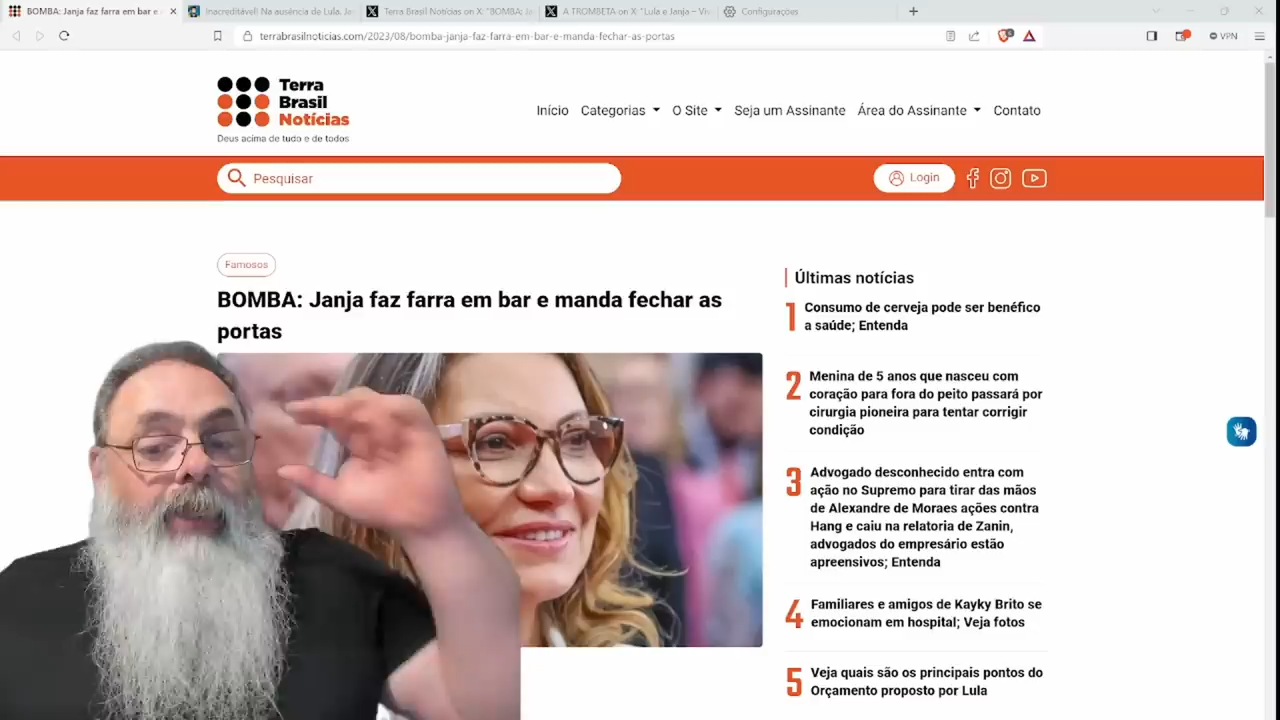 BOMBA: Janja faz farra em bar e
Inacreditável! Na ausência de Lula, Ja
Terra Brasil Notícias on X: "BOMBA: Ja
A TROMBETA on X: "Lula e Janja – Viv
Configurações
terrabrasilnoticias.com/2023/08/bomba-janja-faz-farra-em-bar-e-manda-fechar-as-portas
VPN
Terra
Brasil
Notícias
Deus acima de tudo e de todos
Início Categorias O Site Seja um Assinante Área do Assinante Contato
Pesquisar
Login
Famosos
BOMBA: Janja faz farra em bar e manda fechar as
portas
Últimas notícias
1 Consumo de cerveja pode ser benéfico
a saúde; Entenda
2 Menina de 5 anos que nasceu com
coração para fora do peito passará por
cirurgia pioneira para tentar corrigir
condição
3 Advogado desconhecido entra com
ação no Supremo para tirar das mãos
de Alexandre de Moraes ações contra
Hang e caiu na relatoria de Zanin,
advogados do empresário estão
apreensivos; Entenda
4 Familiares e amigos de Kayky Brito se
emocionam em hospital; Veja fotos
5 Veja quais são os principais pontos do
Orçamento proposto por Lula